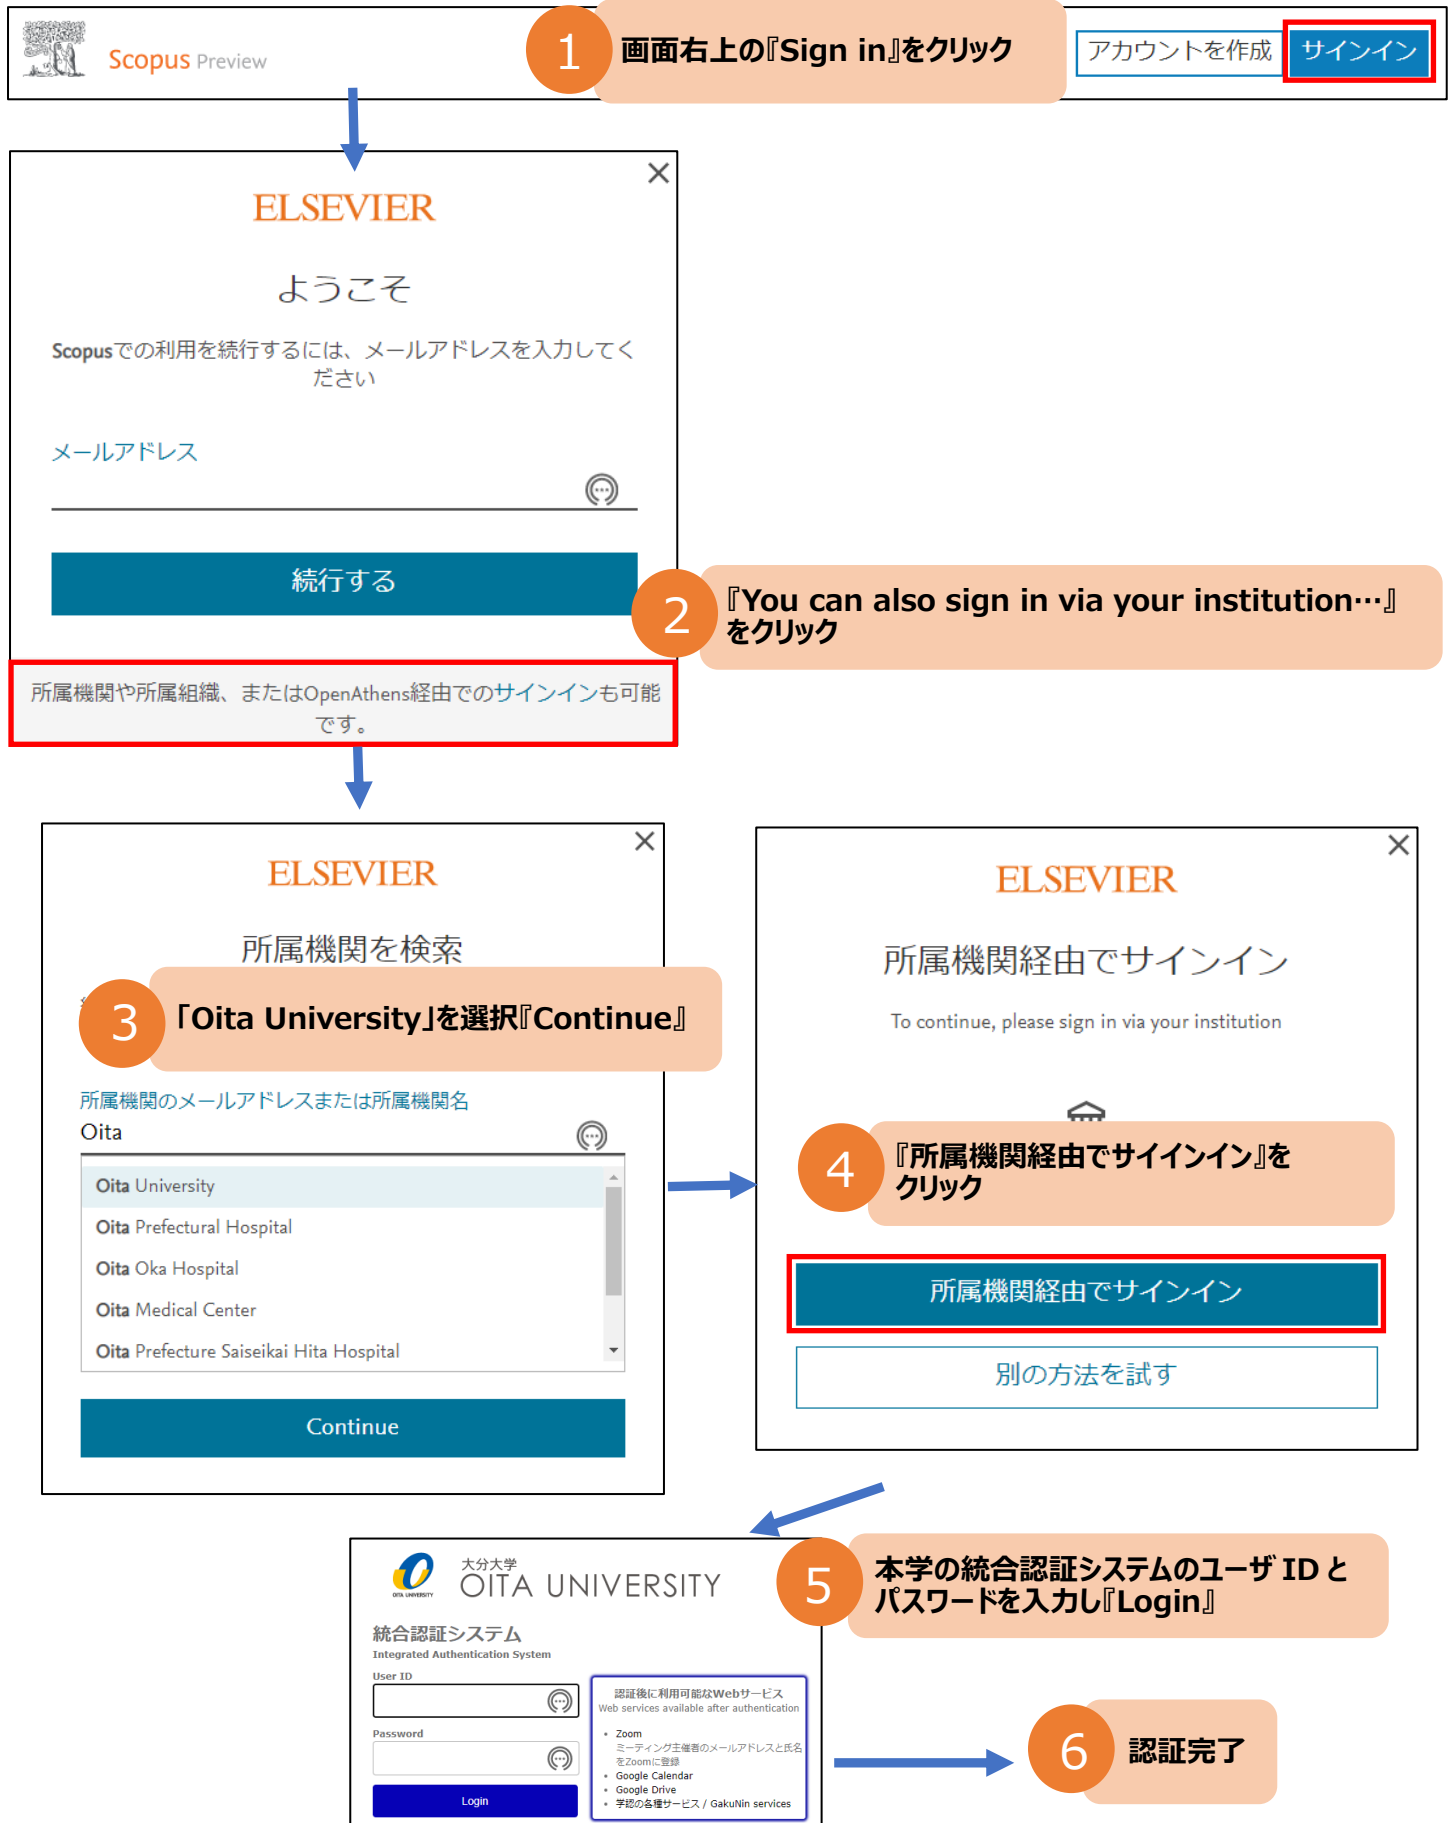 Scopus Preview
1
画面右上の『Sign in』をクリック
アカウントを作成
サインイン
ELSEVIER
ようこそ
Scopusでの利用を続行するには、メールアドレスを入力してく
ださい
メールアドレス
続行する
2
『You can also sign in via your institution…』
をクリック
所属機関や所属組織、またはOpenAthens経由でのサインインも可能
です。
ELSEVIER
所属機関を検索
3
「Oita University」を選択『Continue』
所属機関のメールアドレスまたは所属機関名
Oita
Oita University
Oita Prefectural Hospital
Oita Oka Hospital
Oita Medical Center
Oita Prefecture Saiseikai Hita Hospital
Continue
ELSEVIER
所属機関経由でサインイン
To continue, please sign in via your institution
4
『所属機関経由でサイインイン』を
クリック
所属機関経由でサインイン
別の方法を試す
OITA UNIVERSITY
大分大学
OITA UNIVERSITY
5
本学の統合認証システムのユーザ ID と
パスワードを入力し『Login』
統合認証システム
Integrated Authentication System
User ID
Password
Login
認証後に利用可能なWebサービス
Web services available after authentication
• Zoom
ミーティング主催者のメールアドレスと氏名
をZoomに登録
• Google Calendar
• Google Drive
• 学認の各種サービス / GakuNin services
6
認証完了